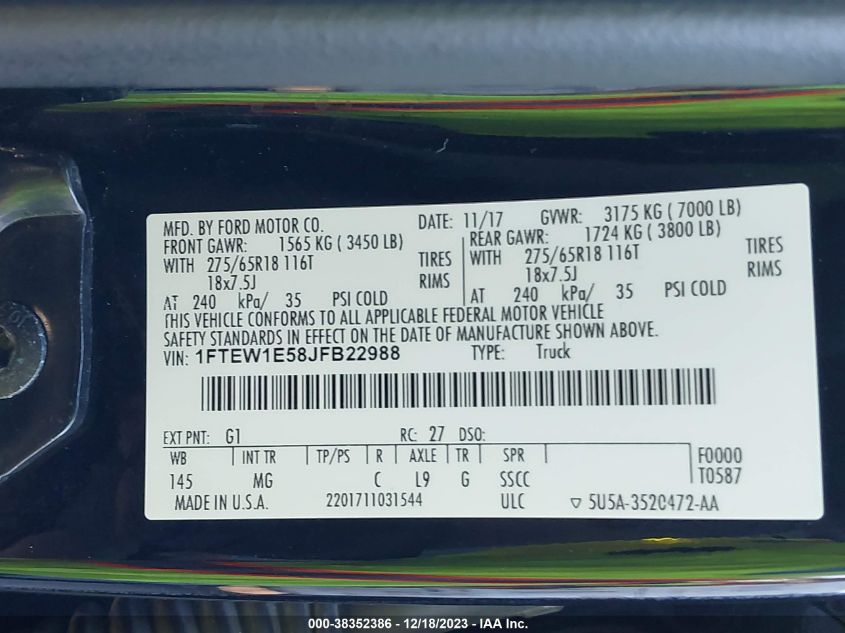 MFD. BY FORD MOTOR CO. DATE: 11/17 GVWR: 3175 KG ( 7000 LB)
FRONT GAWR: 1565 KG ( 3450 LB) REAR GAWR: 1724 KG ( 3800 LB)
WITH 275/65R18 116T TIRES WITH 275/65R18 116T TIRES
18x7.5J RIMS 18x7.5J RIMS
AT 240 kPa/ 35 PSI COLD AT 240 kPa/ 35 PSI COLD
THIS VEHICLE CONFORMS TO ALL APPLICABLE FEDERAL MOTOR VEHICLE
SAFETY STANDARDS IN EFFECT ON THE DATE OF MANUFACTURE SHOWN ABOVE.
VIN: 1FTEW1E58JFB22988 TYPE: Truck
EXT PNT: G1 RC: 27 DSO:
WB INT TR TP/PS R AXLE TR SPR F0000
145 MG C L9 G SSCC T0587
MADE IN U.S.A. 2201711031544 ULC ▽ 5U5A-3520472-AA
000-38352386 - 12/18/2023 - IAA Inc.